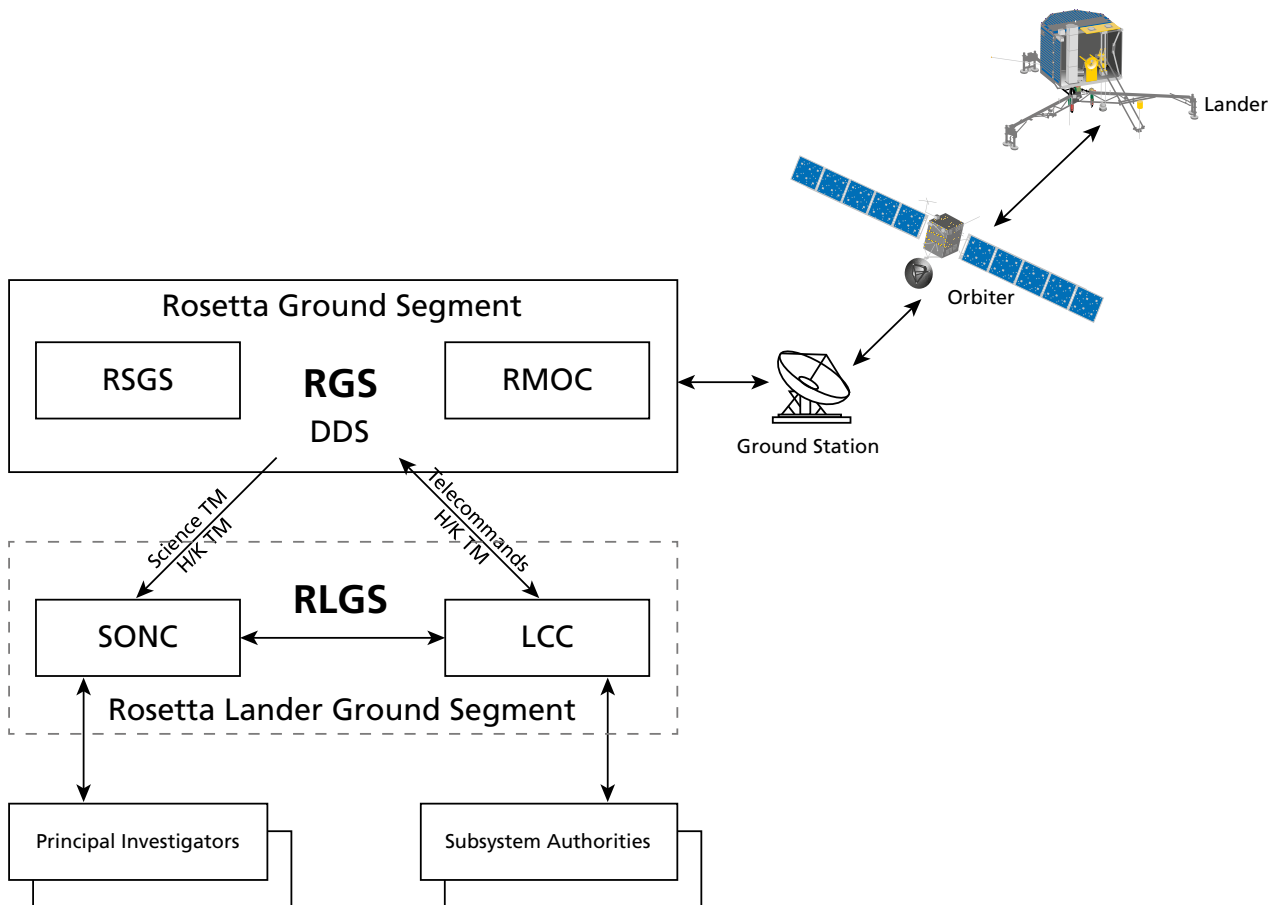 Lander
Orbiter
Rosetta Ground Segment
RSGS
RGS
RMOC
DDS
Ground Station
Science TM
H/K TM
Telecommands
H/K TM
RLGS
SONC
LCC
Rosetta Lander Ground Segment
Principal Investigators
Subsystem Authorities